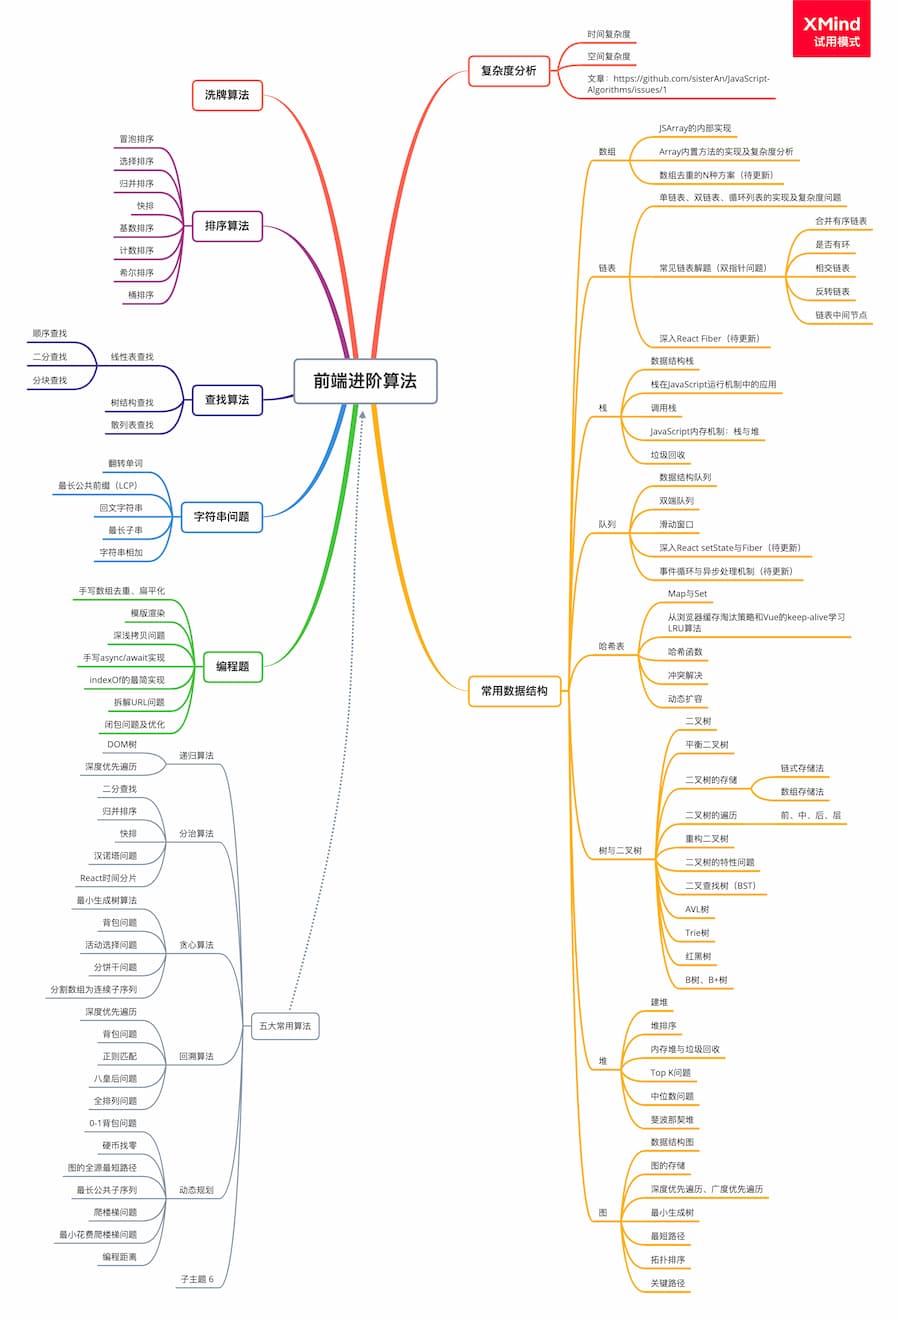 XMind
试用模式
前端进阶算法
复杂度分析
时间复杂度
空间复杂度
文章：https://github.com/sisterAn/JavaScript-
Algorithms/issues/1
常用数据结构
数组
JSArray的内部实现
Array内置方法的实现及复杂度分析
数组去重的N种方案（待更新）
链表
单链表、双链表、循环列表的实现及复杂度问题
常见链表解题（双指针问题）
合并有序链表
是否有环
相交链表
反转链表
链表中间节点
深入React Fiber（待更新）
栈
数据结构栈
栈在JavaScript运行机制中的应用
调用栈
JavaScript内存机制：栈与堆
垃圾回收
队列
数据结构队列
双端队列
滑动窗口
深入React setState与Fiber（待更新）
事件循环与异步处理机制（待更新）
哈希表
Map与Set
从浏览器缓存淘汰策略和Vue的keep-alive学习
LRU算法
哈希函数
冲突解决
动态扩容
树与二叉树
二叉树
平衡二叉树
二叉树的存储
链式存储法
数组存储法
二叉树的遍历
前、中、后、层
重构二叉树
二叉树的特性问题
二叉查找树（BST）
AVL树
Trie树
红黑树
B树、B+树
堆
建堆
堆排序
内存堆与垃圾回收
Top K问题
中位数问题
斐波那契堆
图
数据结构图
图的存储
深度优先遍历、广度优先遍历
最小生成树
最短路径
拓扑排序
关键路径
洗牌算法
排序算法
冒泡排序
选择排序
归并排序
快排
基数排序
计数排序
希尔排序
桶排序
查找算法
线性表查找
顺序查找
二分查找
分块查找
树结构查找
散列表查找
字符串问题
翻转单词
最长公共前缀（LCP）
回文字符串
最长子串
字符串相加
编程题
手写数组去重、扁平化
模版渲染
深浅拷贝问题
手写async/await实现
indexOf的最简实现
拆解URL问题
闭包问题及优化
五大常用算法
递归算法
DOM树
深度优先遍历
分治算法
二分查找
归并排序
快排
汉诺塔问题
React时间分片
贪心算法
最小生成树算法
背包问题
活动选择问题
分饼干问题
分割数组为连续子序列
回溯算法
深度优先遍历
背包问题
正则匹配
八皇后问题
全排列问题
动态规划
0-1背包问题
硬币找零
图的全源最短路径
最长公共子序列
爬楼梯问题
最小花费爬楼梯问题
编程距离
子主题 6